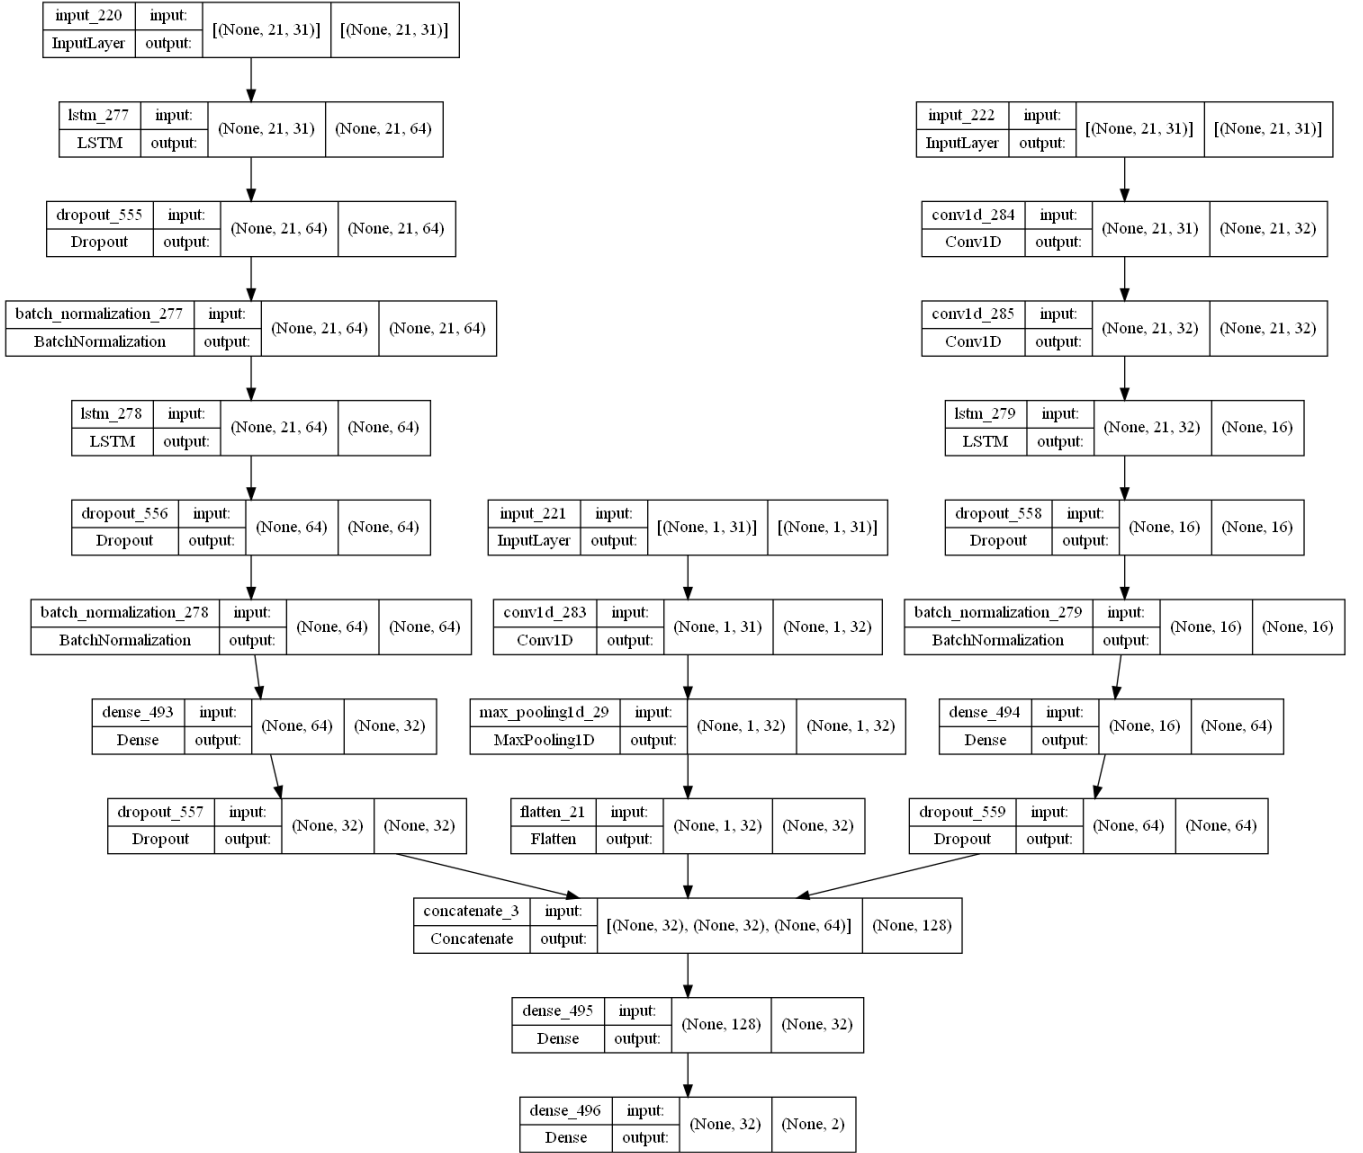 input_220 input: [(None, 21, 31)] [(None, 21, 31)]
InputLayer output:
lstm_277 input: (None, 21, 31) (None, 21, 64)
LSTM output:
dropout_555 input: (None, 21, 64) (None, 21, 64)
Dropout output:
batch_normalization_277 input: (None, 21, 64) (None, 21, 64)
BatchNormalization output:
lstm_278 input: (None, 21, 64) (None, 64)
LSTM output:
dropout_556 input: (None, 64) (None, 64)
Dropout output:
batch_normalization_278 input: (None, 64) (None, 64)
BatchNormalization output:
dense_493 input: (None, 64) (None, 32)
Dense output:
dropout_557 input: (None, 32) (None, 32)
Dropout output:
input_221 input: [(None, 1, 31)] [(None, 1, 31)]
InputLayer output:
conv1d_283 input: (None, 1, 31) (None, 1, 32)
Conv1D output:
max_pooling1d_29 input: (None, 1, 32) (None, 1, 32)
MaxPooling1D output:
flatten_21 input: (None, 1, 32) (None, 32)
Flatten output:
input_222 input: [(None, 21, 31)] [(None, 21, 31)]
InputLayer output:
conv1d_284 input: (None, 21, 31) (None, 21, 32)
Conv1D output:
conv1d_285 input: (None, 21, 32) (None, 21, 32)
Conv1D output:
lstm_279 input: (None, 21, 32) (None, 16)
LSTM output:
dropout_558 input: (None, 16) (None, 16)
Dropout output:
batch_normalization_279 input: (None, 16) (None, 16)
BatchNormalization output:
dense_494 input: (None, 16) (None, 64)
Dense output:
dropout_559 input: (None, 64) (None, 64)
Dropout output:
concatenate_3 input: [(None, 32), (None, 32), (None, 64)] (None, 128)
Concatenate output:
dense_495 input: (None, 128) (None, 32)
Dense output:
dense_496 input: (None, 32) (None, 2)
Dense output: